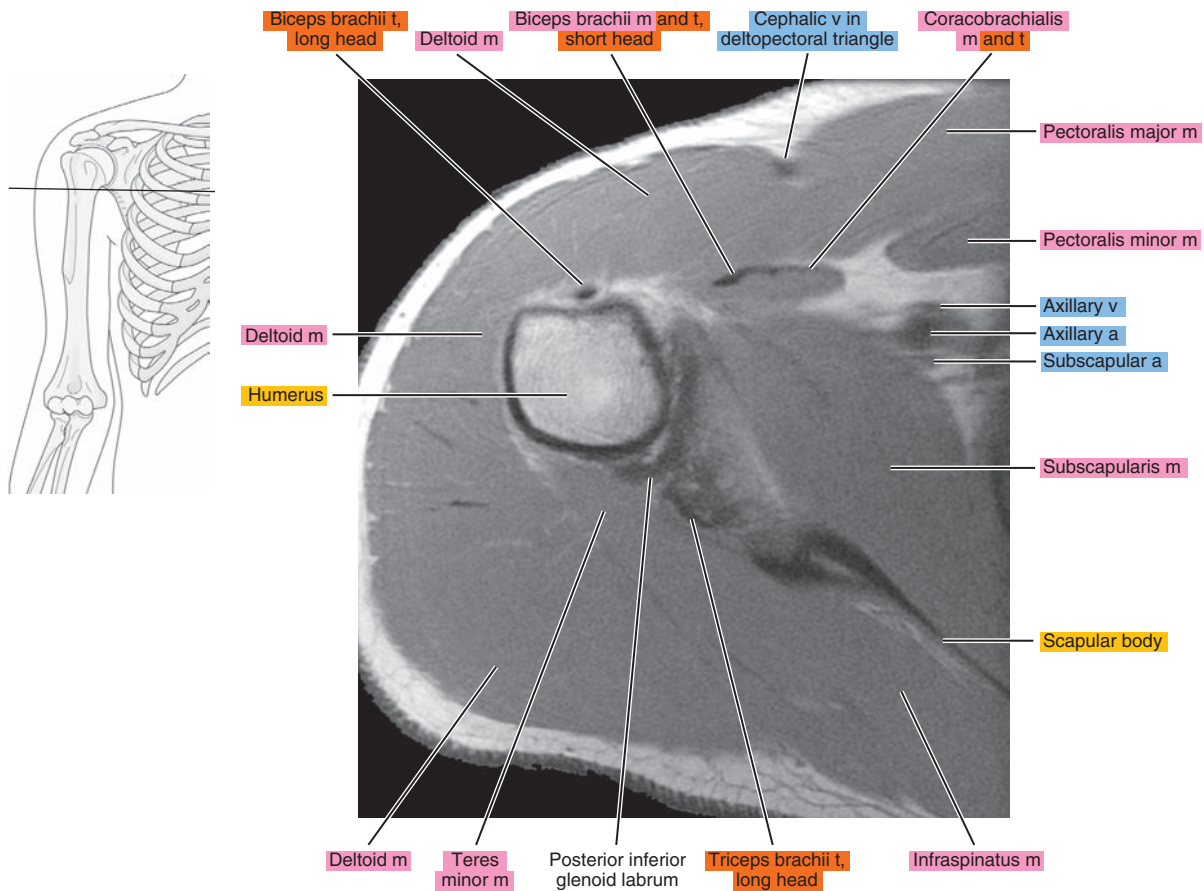 Biceps brachii t,
long head
Deltoid m
Biceps brachii m and t,
short head
Cephalic v in
deltopectoral triangle
Coracobrachialis
m and t
Pectoralis major m
Pectoralis minor m
Axillary v
Axillary a
Subscapular a
Deltoid m
Humerus
Subscapularis m
Scapular body
Deltoid m
Teres
minor m
Posterior inferior
glenoid labrum
Triceps brachii t,
long head
Infraspinatus m